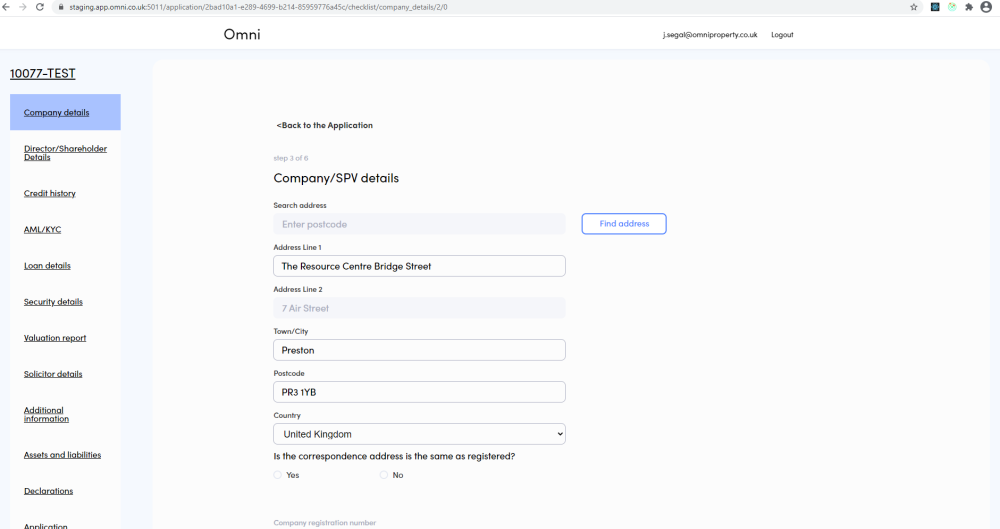 staging.app.omni.co.uk:5011/application/2bad10a1-e289-4699-b214-85959776a45c/checklist/company_details/2/0
Omni
j.segal@omniproperty.co.uk Logout
10077-TEST
Company details
Director/Shareholder
Details
Credit history
AML/KYC
Loan details
Security details
Valuation report
Solicitor details
Additional
information
Assets and liabilities
Declarations
Application
<Back to the Application
step 3 of 6
Company/SPV details
Search address
Enter postcode
Find address
Address Line 1
The Resource Centre Bridge Street
Address Line 2
7 Air Street
Town/City
Preston
Postcode
PR3 1YB
Country
United Kingdom
Is the correspondence address is the same as registered?
Yes No
Company registration number